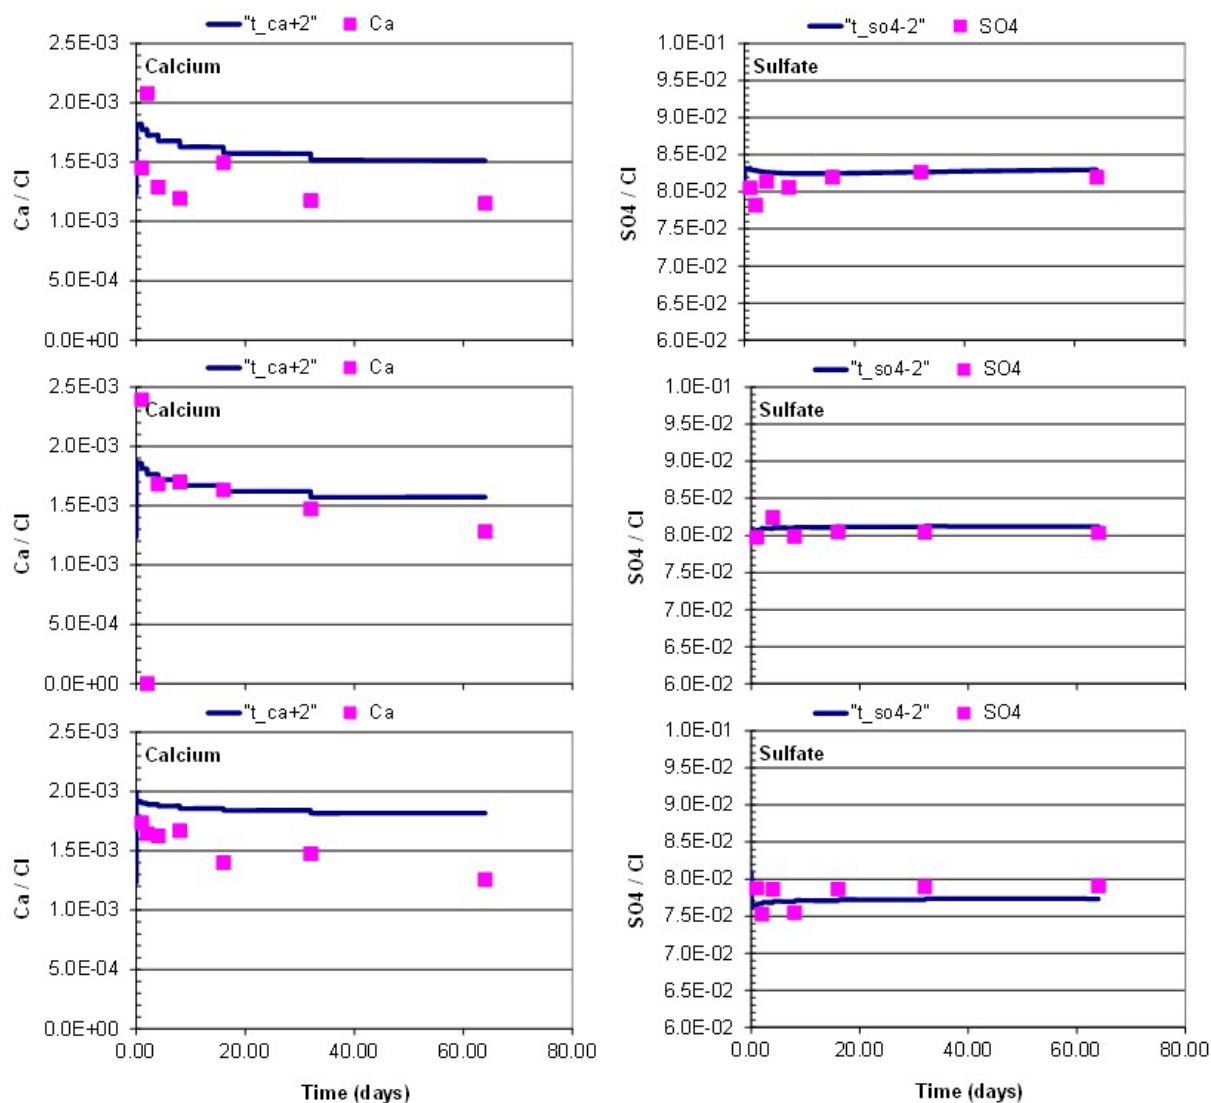 "t_ca+2" Ca
2.5E-03
2.0E-03
1.5E-03
1.0E-03
5.0E-04
0.0E+00
Calcium
Ca / Cl
"t_so4-2" SO4
1.0E-01
9.5E-02
9.0E-02
8.5E-02
8.0E-02
7.5E-02
7.0E-02
6.5E-02
6.0E-02
Sulfate
SO4 / Cl
"t_ca+2" Ca
2.5E-03
2.0E-03
1.5E-03
1.0E-03
5.0E-04
0.0E+00
Calcium
Ca / Cl
"t_so4-2" SO4
1.0E-01
9.5E-02
9.0E-02
8.5E-02
8.0E-02
7.5E-02
7.0E-02
6.5E-02
6.0E-02
Sulfate
SO4 / Cl
"t_ca+2" Ca
2.5E-03
2.0E-03
1.5E-03
1.0E-03
5.0E-04
0.0E+00
Calcium
Ca / Cl
0.00 20.00 40.00 60.00 80.00
Time (days)
"t_so4-2" SO4
1.0E-01
9.5E-02
9.0E-02
8.5E-02
8.0E-02
7.5E-02
7.0E-02
6.5E-02
6.0E-02
Sulfate
SO4 / Cl
0.00 20.00 40.00 60.00 80.00
Time (days)